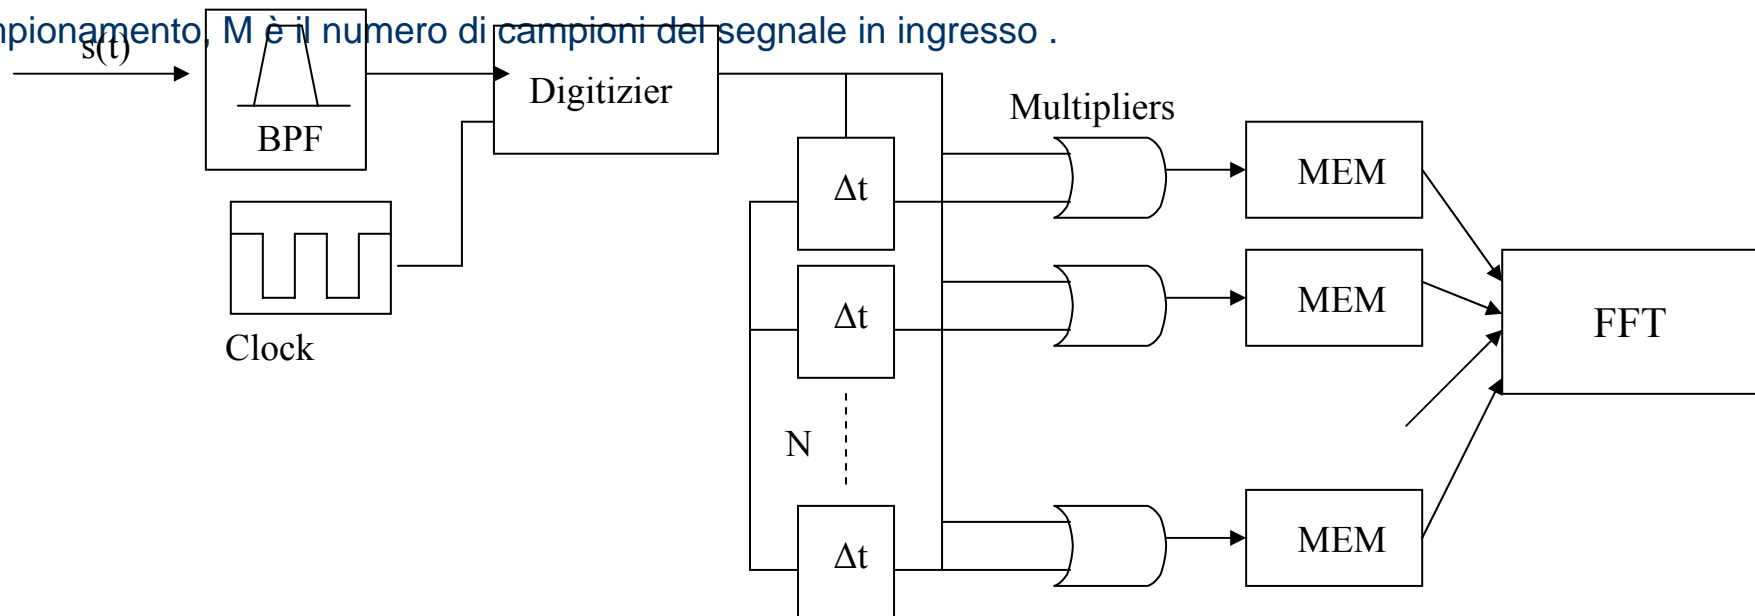 npionamento, M è il numero di campioni del segnale in ingresso .
s(t)
BPF
Digitizier
Clock
Multipliers
Δt
MEM
Δt
MEM
FFT
N
Δt
MEM